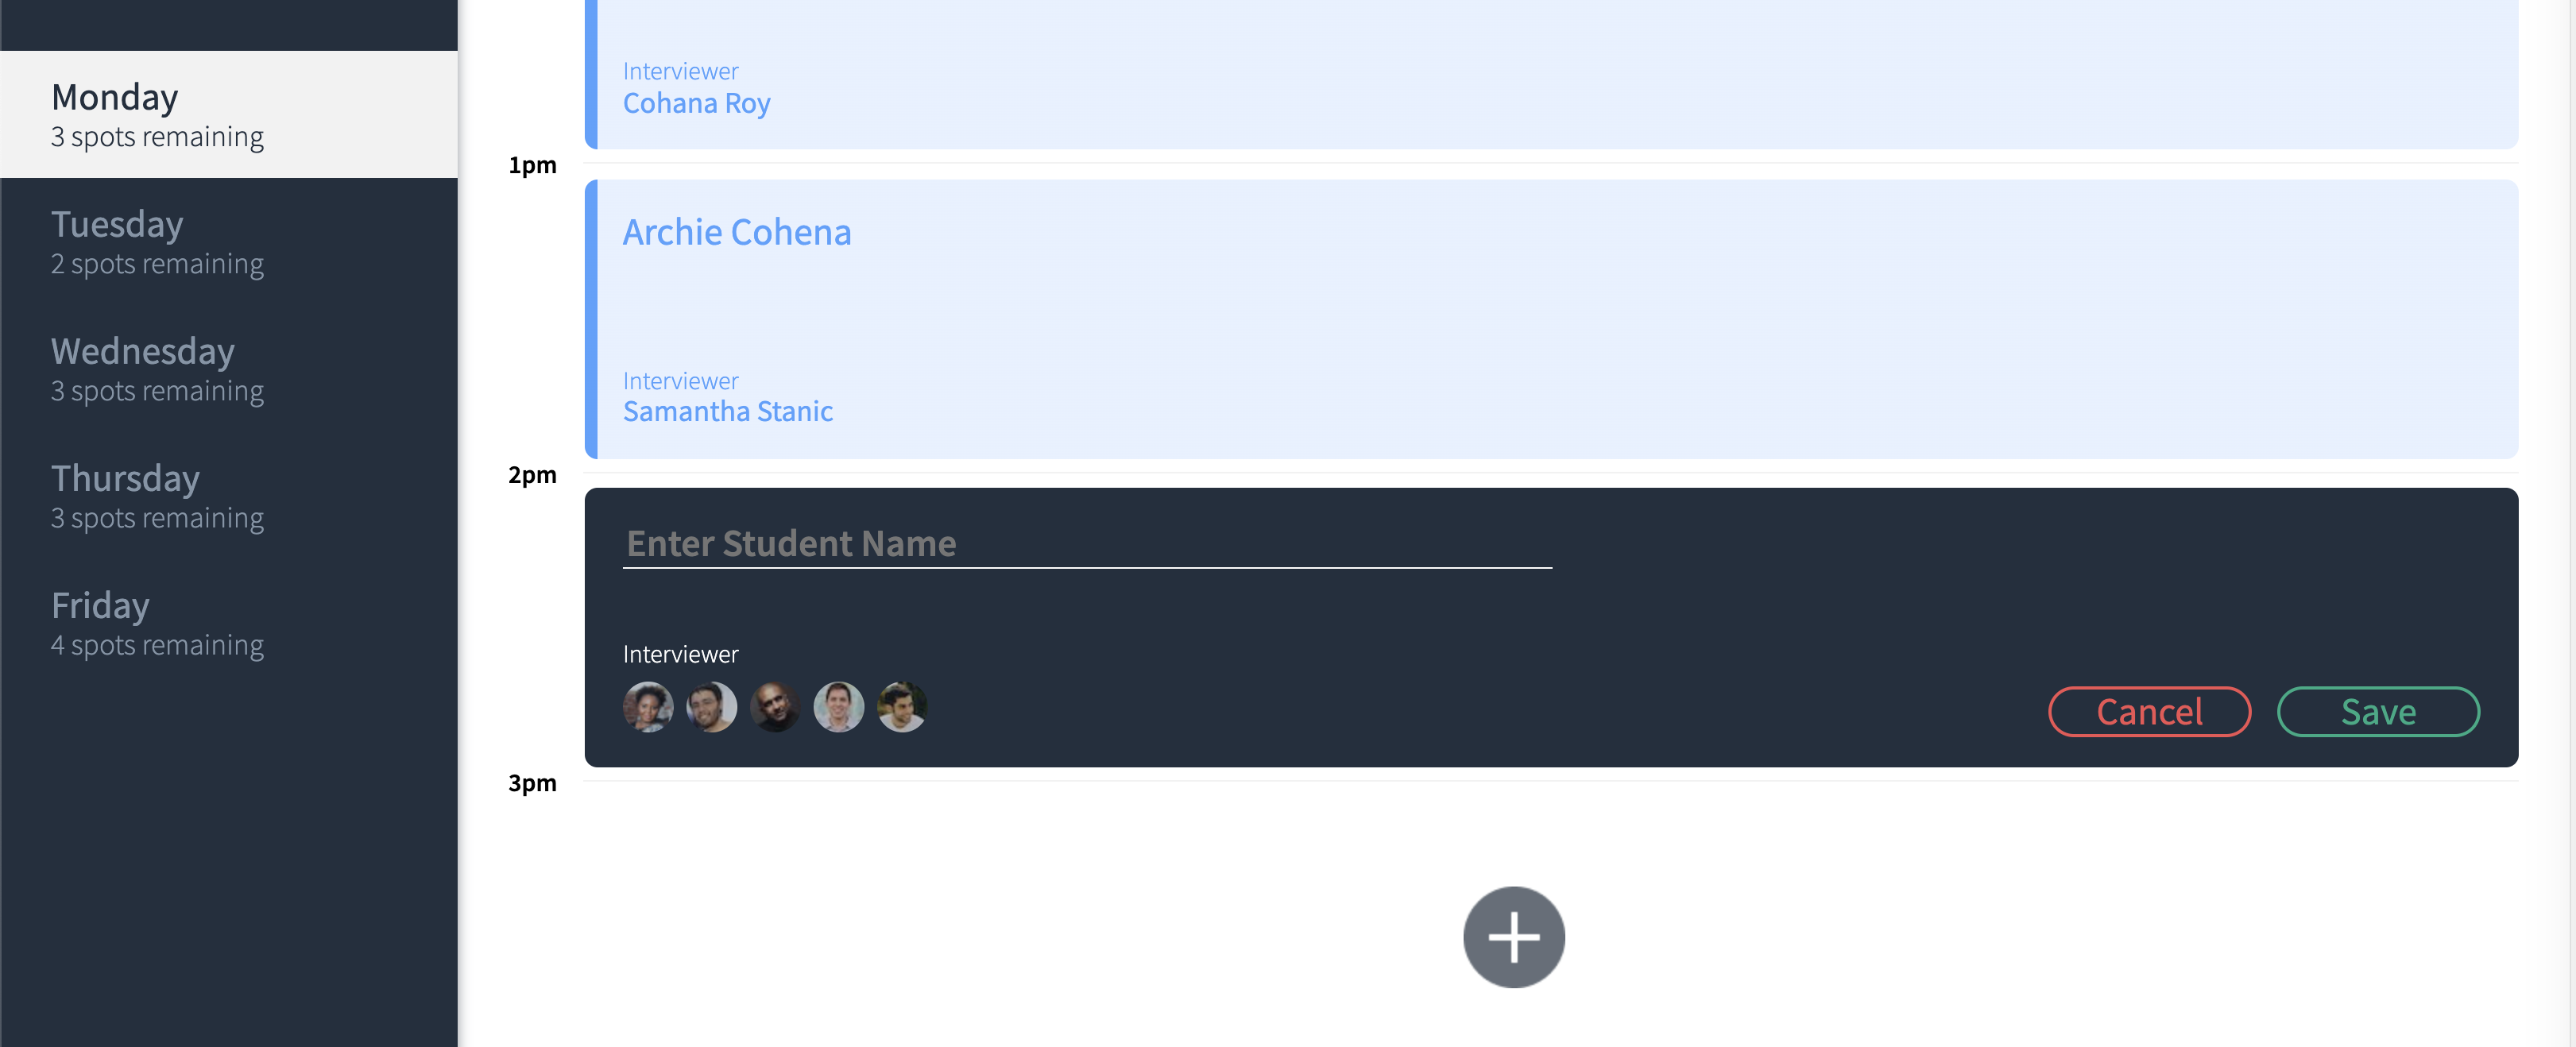 Monday
3 spots remaining
Tuesday
2 spots remaining
Wednesday
3 spots remaining
Thursday
3 spots remaining
Friday
4 spots remaining
Interviewer
Cohana Roy
1pm
Archie Cohena
Interviewer
Samantha Stanic
2pm
Enter Student Name
Interviewer
Cancel
Save
3pm